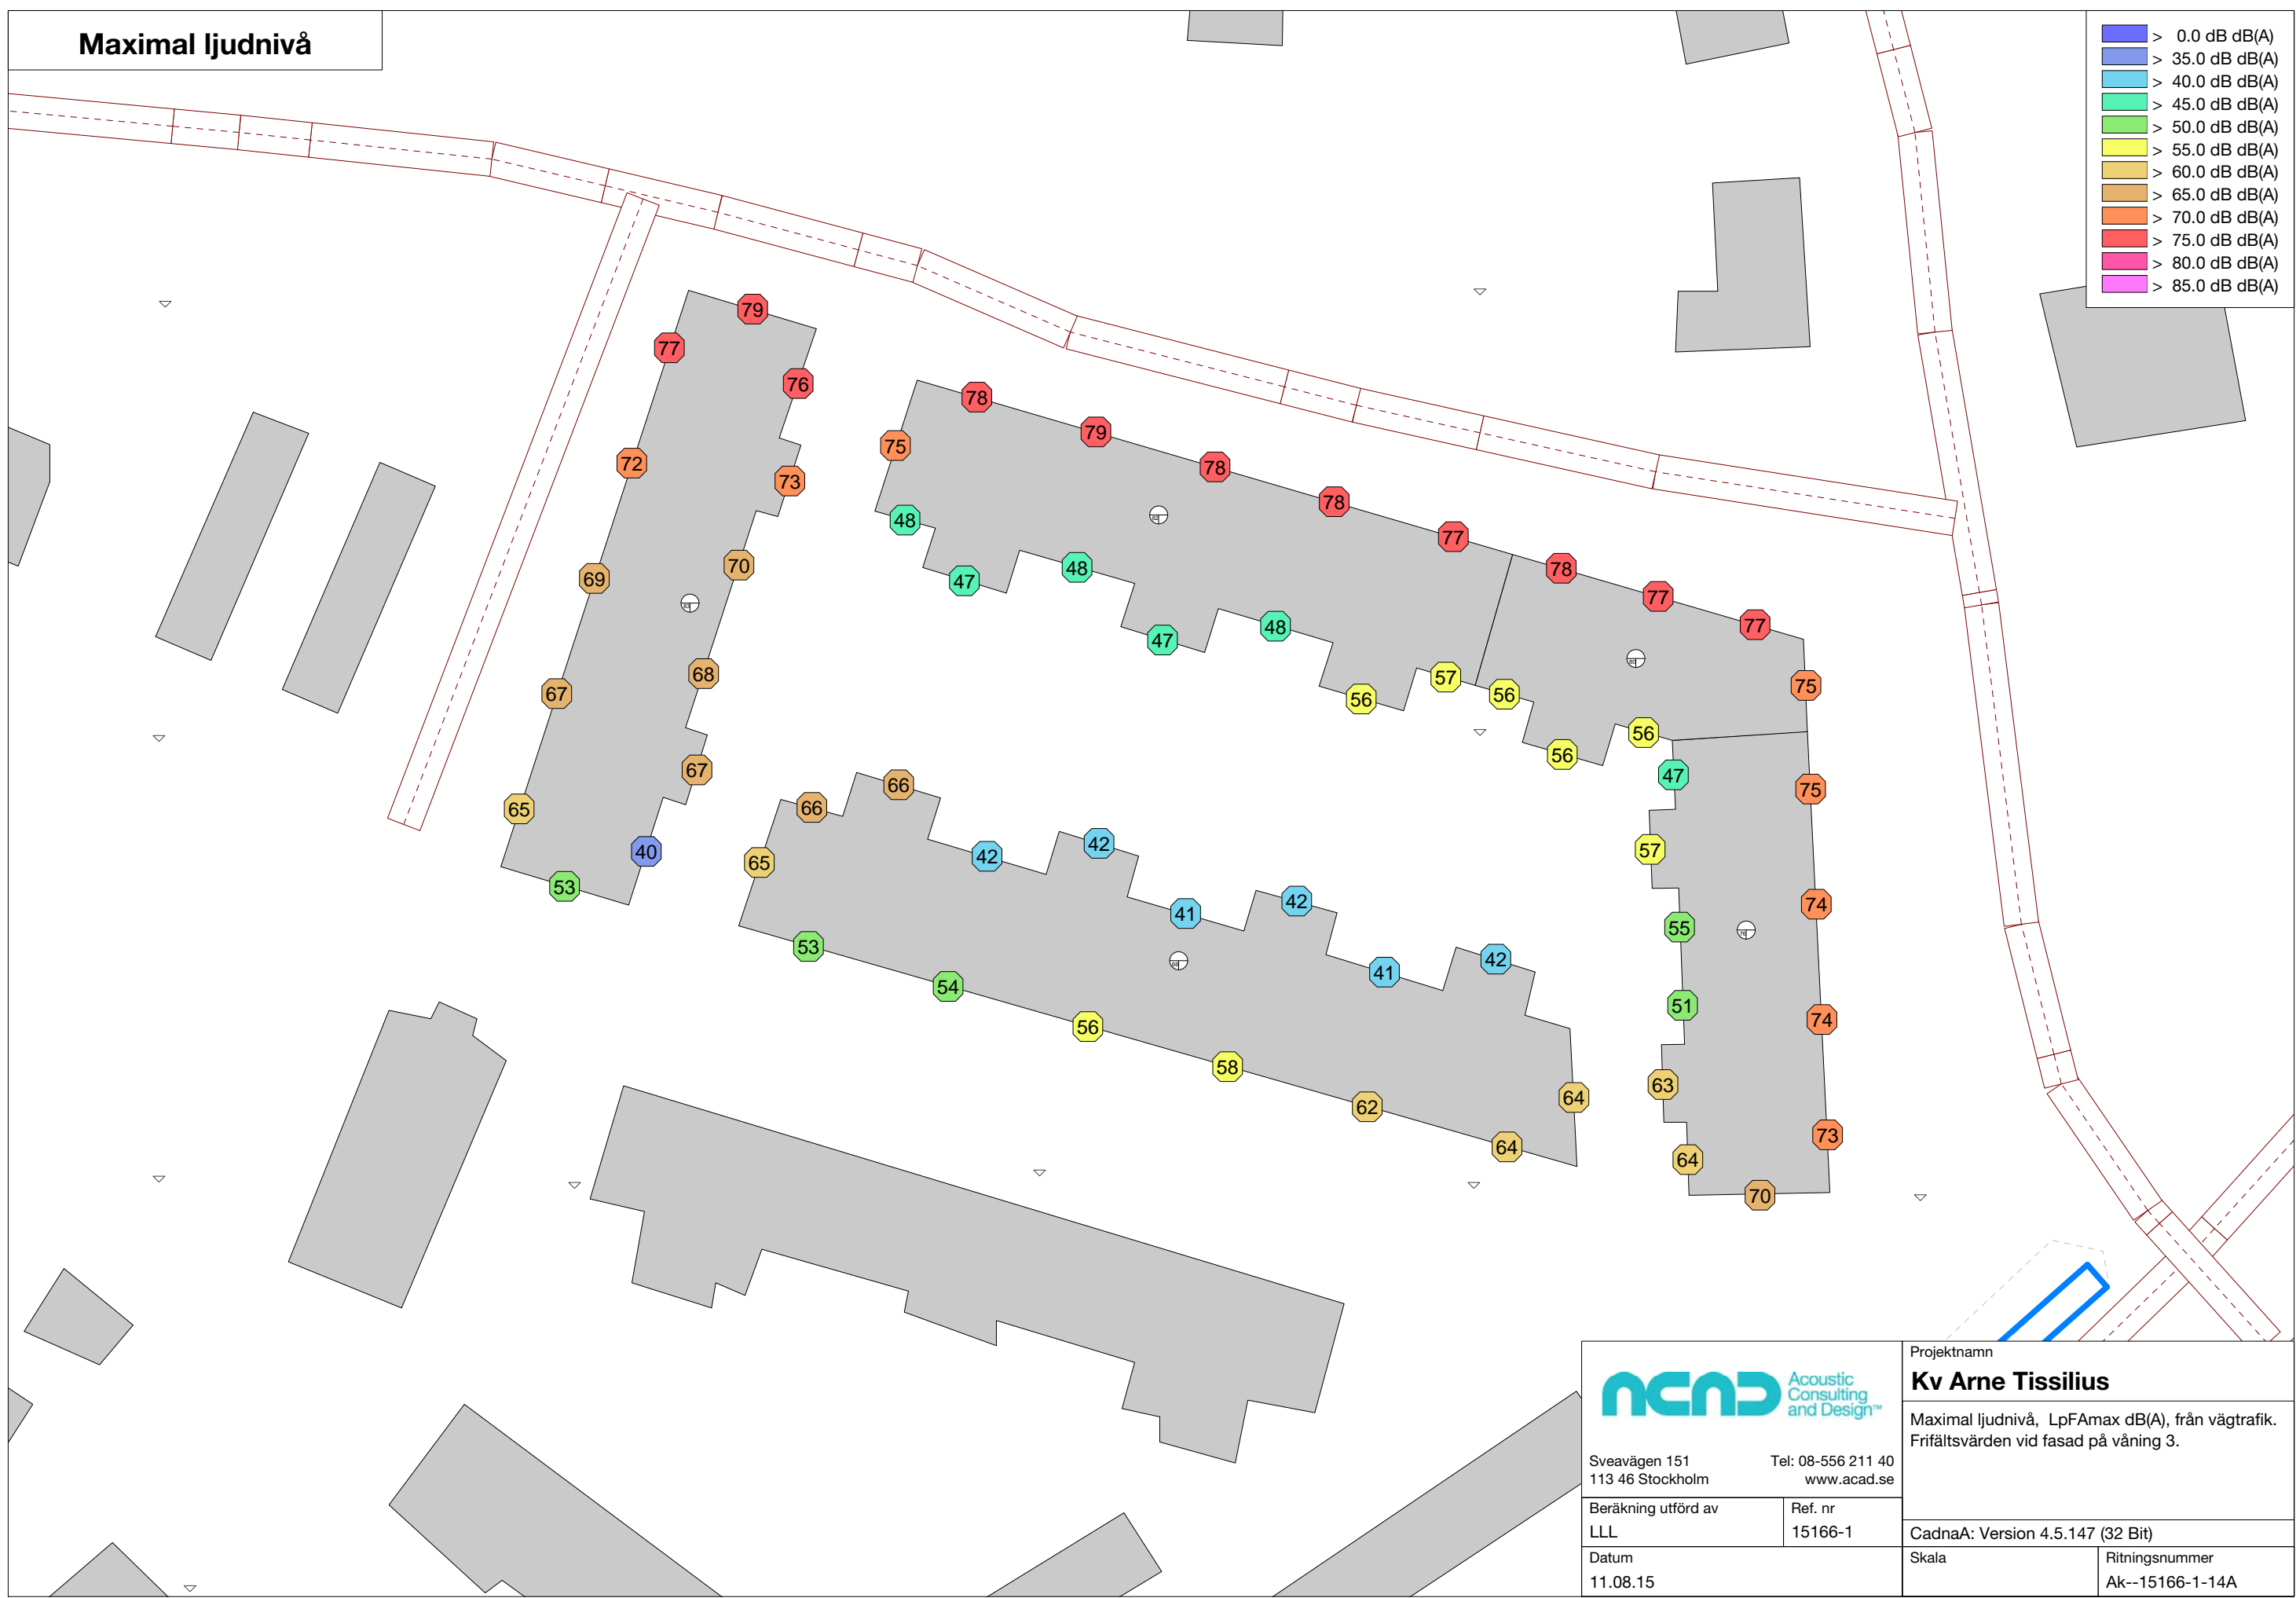 Maximal ljudnivå
> 0.0 dB dB(A)
> 35.0 dB dB(A)
> 40.0 dB dB(A)
> 45.0 dB dB(A)
> 50.0 dB dB(A)
> 55.0 dB dB(A)
> 60.0 dB dB(A)
> 65.0 dB dB(A)
> 70.0 dB dB(A)
> 75.0 dB dB(A)
> 80.0 dB dB(A)
> 85.0 dB dB(A)
79
77
76
72
73
69
70
67
68
67
65
40
53
78
79
78
78
77
75
48
47
48
47
48
56
57
78
77
77
75
56
56
56
47
75
57
74
55
51
74
63
73
64
70
66
66
65
42
42
41
42
41
42
53
54
56
58
62
64
64
ACAD Acoustic
Consulting
and Design™
Sveavägen 151 Tel: 08-556 211 40
113 46 Stockholm www.acad.se
Beräkning utförd av
LLL
Ref. nr
15166-1
Datum
11.08.15
Projektnamn
Kv Arne Tissilius
Maximal ljudnivå, LpFAmax dB(A), från vägtrafik.
Frifältsvärden vid fasad på våning 3.
CadnaA: Version 4.5.147 (32 Bit)
Skala
Ritningsnummer
Ak--15166-1-14A